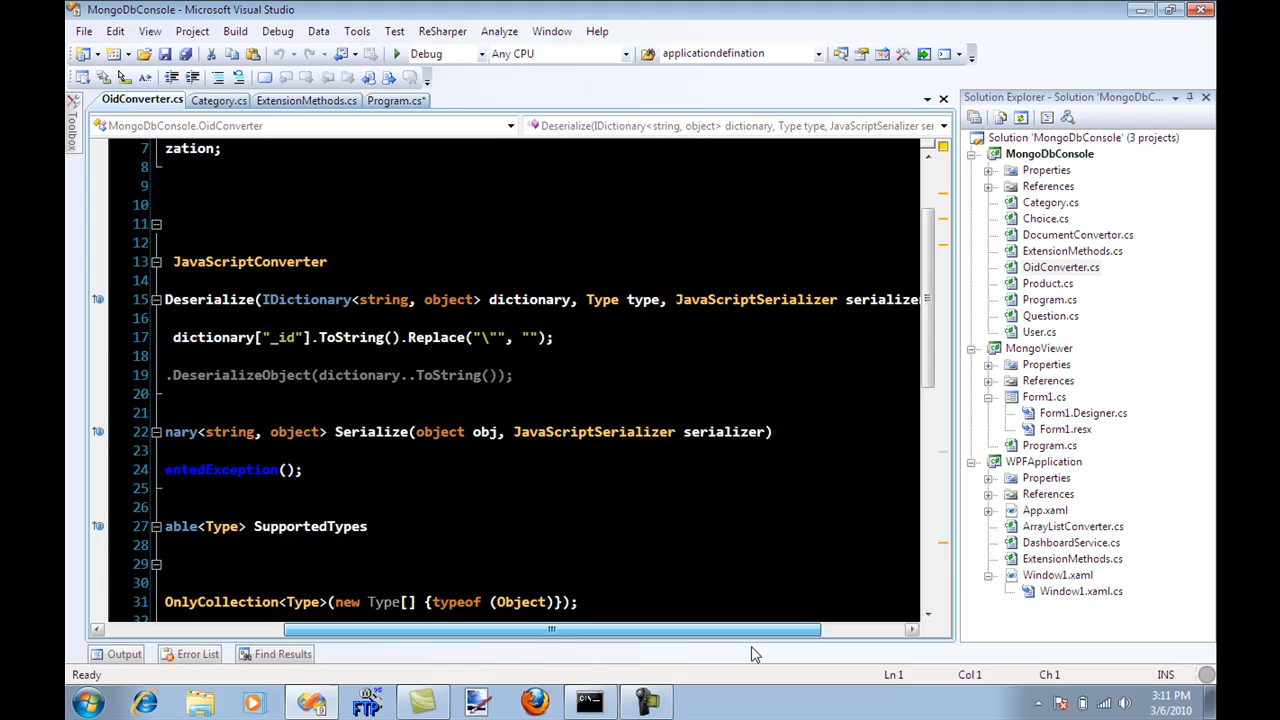 MongoDbConsole - Microsoft Visual Studio
File Edit View Project Build Debug Data Tools Test ReSharper Analyze Window Help
Debug Any CPU applicationdefination
OidConverter.cs Category.cs ExtensionMethods.cs Program.cs*
MongoDbConsole.OidConverter Deserialize(IDictionary<string, object> dictionary, Type type, JavaScriptSerializer ser
Toolbox
7 zation;
8
9
10
11
12
13 JavaScriptConverter
14
15 Deserialize(IDictionary<string, object> dictionary, Type type, JavaScriptSerializer serialize
16
17 dictionary["_id"].ToString().Replace("\"", "");
18
19 .DeserializeObject(dictionary..ToString());
20
21
22 nary<string, object> Serialize(object obj, JavaScriptSerializer serializer)
23
24 entedException();
25
26
27 able<Type> SupportedTypes
28
29
30
31 OnlyCollection<Type>(new Type[] {typeof (Object)});
32
Solution Explorer - Solution 'MongoDbC...
Solution 'MongoDbConsole' (3 projects)
MongoDbConsole
Properties
References
Category.cs
Choice.cs
DocumentConvertor.cs
ExtensionMethods.cs
OidConverter.cs
Product.cs
Program.cs
Question.cs
User.cs
MongoViewer
Properties
References
Form1.cs
Form1.Designer.cs
Form1.resx
Program.cs
WPFApplication
Properties
References
App.xaml
ArrayListConverter.cs
DashboardService.cs
ExtensionMethods.cs
Window1.xaml
Window1.xaml.cs
Output Error List Find Results
Ready Ln 1 Col 1 Ch 1 INS
FTP
3:11 PM
3/6/2010